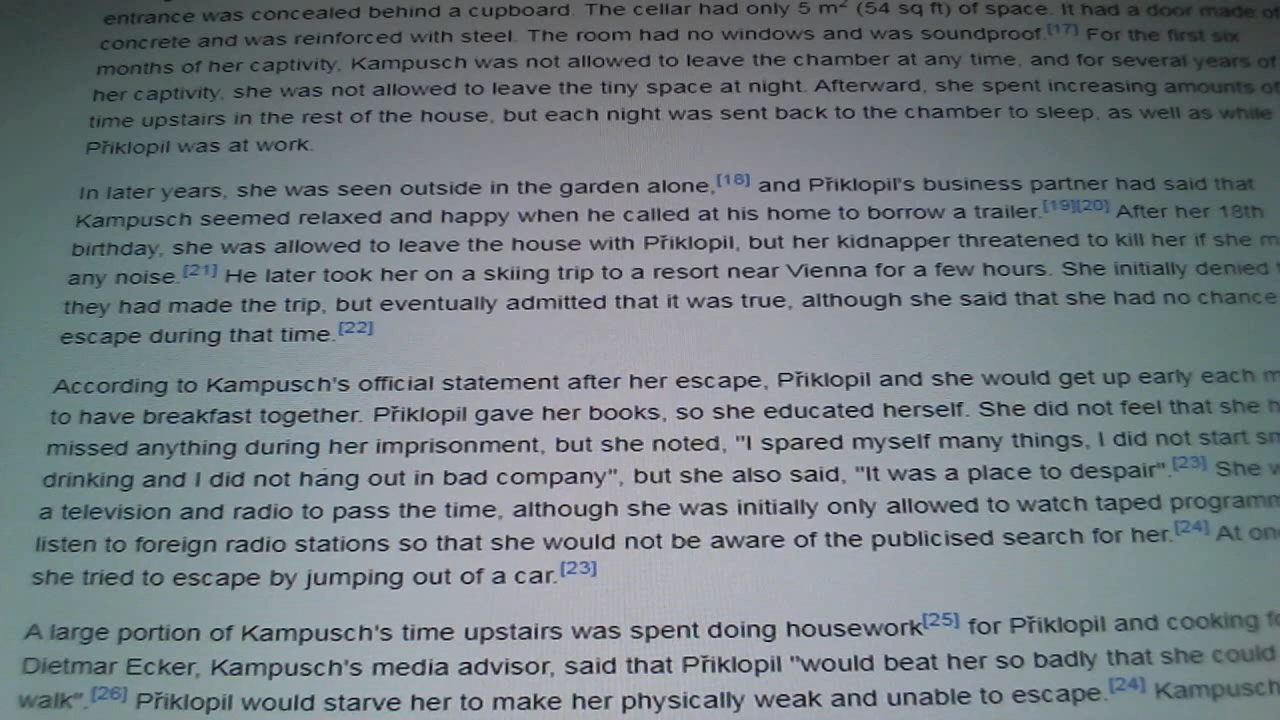 entrance was concealed behind a cupboard. The cellar had only 5 m² (54 sq ft) of space. It had a door made of
concrete and was reinforced with steel. The room had no windows and was soundproof.[17] For the first six
months of her captivity, Kampusch was not allowed to leave the chamber at any time, and for several years of
her captivity, she was not allowed to leave the tiny space at night. Afterward, she spent increasing amounts of
time upstairs in the rest of the house, but each night was sent back to the chamber to sleep, as well as while
Přiklopil was at work.
In later years, she was seen outside in the garden alone,[18] and Přiklopil's business partner had said that
Kampusch seemed relaxed and happy when he called at his home to borrow a trailer.[19][20] After her 18th
birthday, she was allowed to leave the house with Přiklopil, but her kidnapper threatened to kill her if she m
any noise.[21] He later took her on a skiing trip to a resort near Vienna for a few hours. She initially denied
they had made the trip, but eventually admitted that it was true, although she said that she had no chance
escape during that time.[22]
According to Kampusch's official statement after her escape, Přiklopil and she would get up early each m
to have breakfast together. Přiklopil gave her books, so she educated herself. She did not feel that she h
missed anything during her imprisonment, but she noted, "I spared myself many things, I did not start sm
drinking and I did not hang out in bad company", but she also said, "It was a place to despair".[23] She w
a television and radio to pass the time, although she was initially only allowed to watch taped programm
listen to foreign radio stations so that she would not be aware of the publicised search for her.[24] At on
she tried to escape by jumping out of a car.[23]
A large portion of Kampusch's time upstairs was spent doing housework[25] for Přiklopil and cooking fo
Dietmar Ecker, Kampusch's media advisor, said that Přiklopil "would beat her so badly that she could
walk".[26] Přiklopil would starve her to make her physically weak and unable to escape.[24] Kampusch